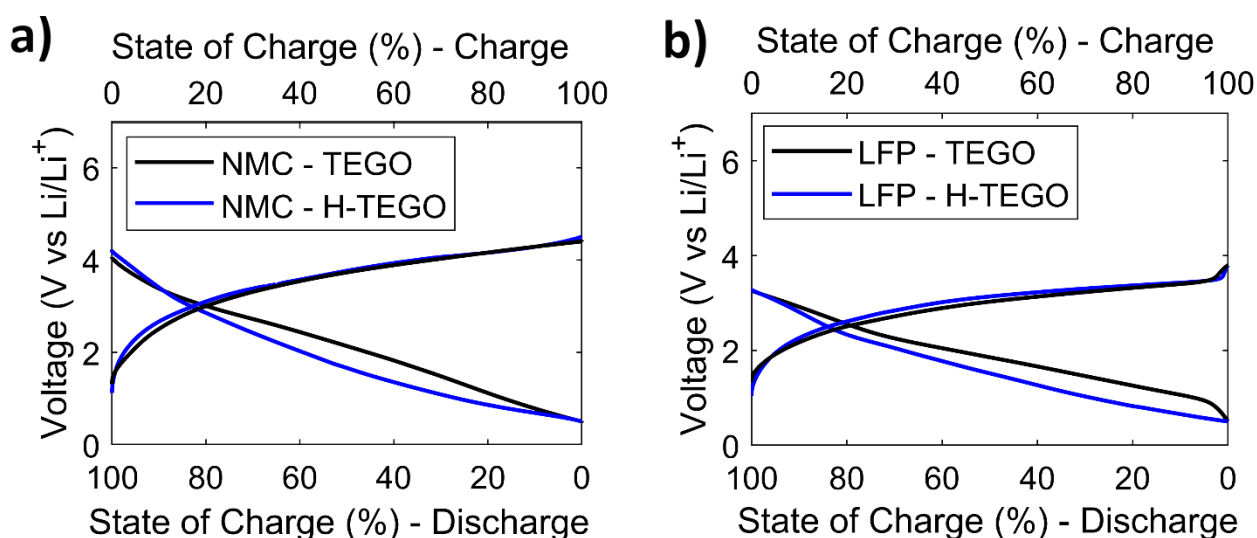 a)
State of Charge (%) - Charge
0 20 40 60 80 100
Voltage (V vs Li/Li+)
6
4
2
0
NMC - TEGO
NMC - H-TEGO
100 80 60 40 20 0
State of Charge (%) - Discharge
b)
State of Charge (%) - Charge
0 20 40 60 80 100
Voltage (V vs Li/Li+)
6
4
2
0
LFP - TEGO
LFP - H-TEGO
100 80 60 40 20 0
State of Charge (%) - Discharge